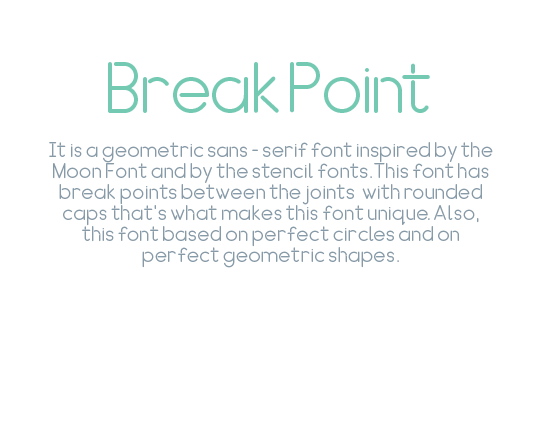 Break Point
It is a geometric sans - serif font inspired by the
Moon Font and by the stencil fonts.This font has
break points between the joints with rounded
caps that's what makes this font unique. Also,
this font based on perfect circles and on
perfect geometric shapes.